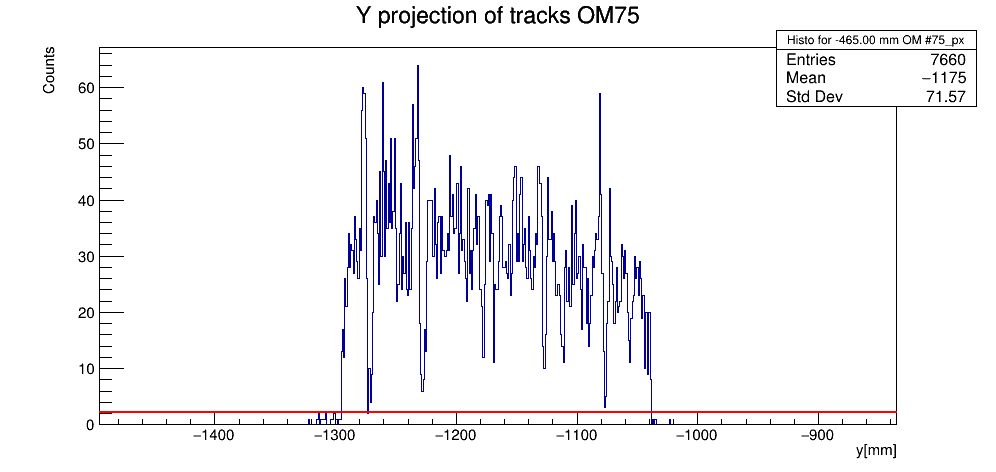 Y projection of tracks OM75
Histo for -465.00 mm OM #75_px
Entries 7660
Mean −1175
Std Dev 71.57
Counts
60
50
40
30
20
10
0
−1400 −1300 −1200 −1100 −1000 −900
y[mm]